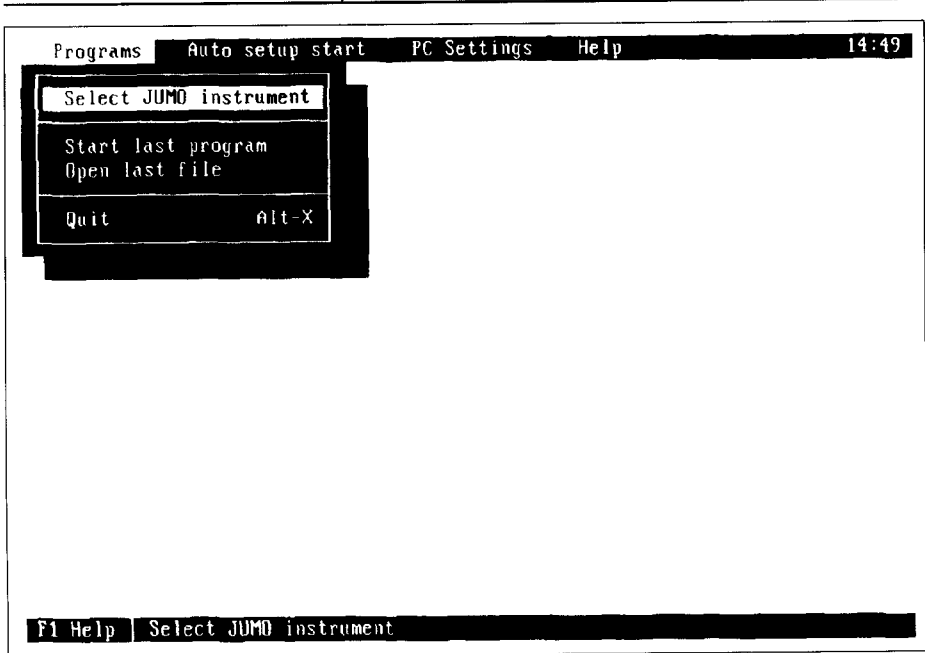 Programs Auto setup start PC Settings Help 14:49
Select JUMO instrument
Start last program
Open last file
Quit Alt-X
F1 Help | Select JUMO instrument